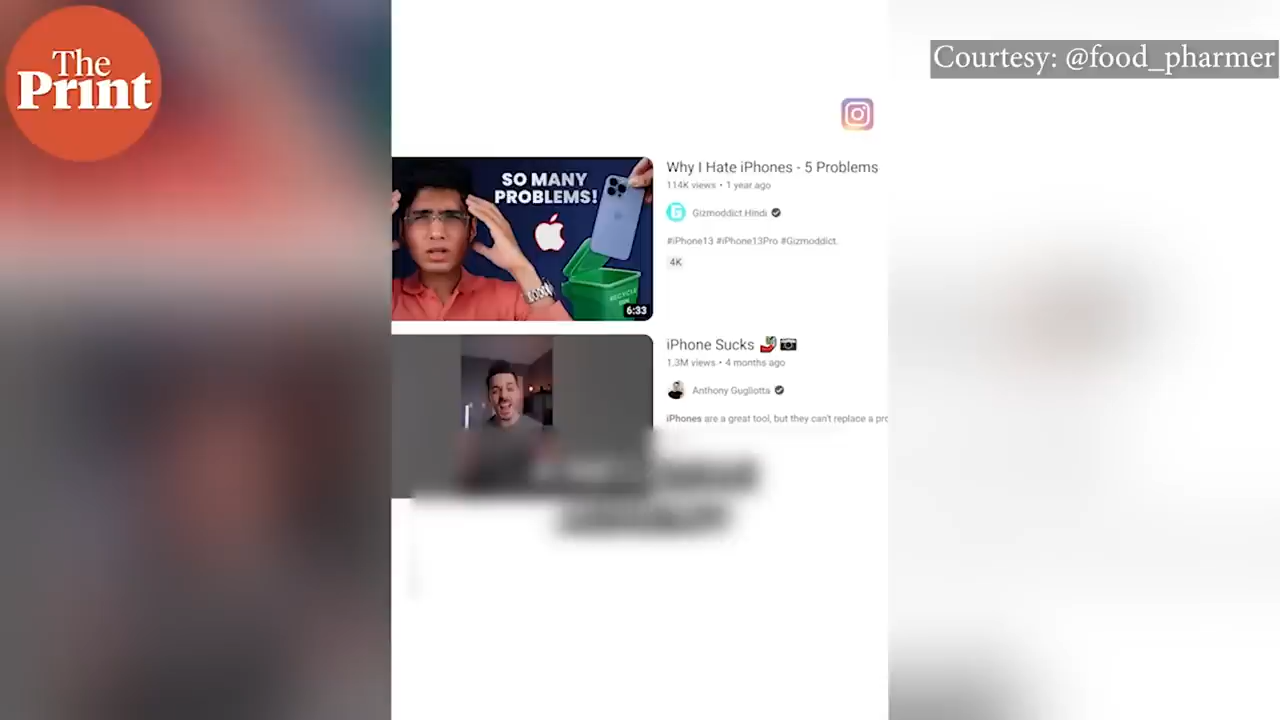 The
Print
Courtesy: @food_pharmer
SO MANY
PROBLEMS!
RECYCLE
6:33
Why I Hate iPhones - 5 Problems
114K views • 1 year ago
G
Gizmoddict Hindi
#iPhone13 #iPhone13Pro #Gizmoddict
4K
iPhone Sucks
1.3M views • 4 months ago
Anthony Gugliotta
iPhones are a great tool, but they can't replace a pro